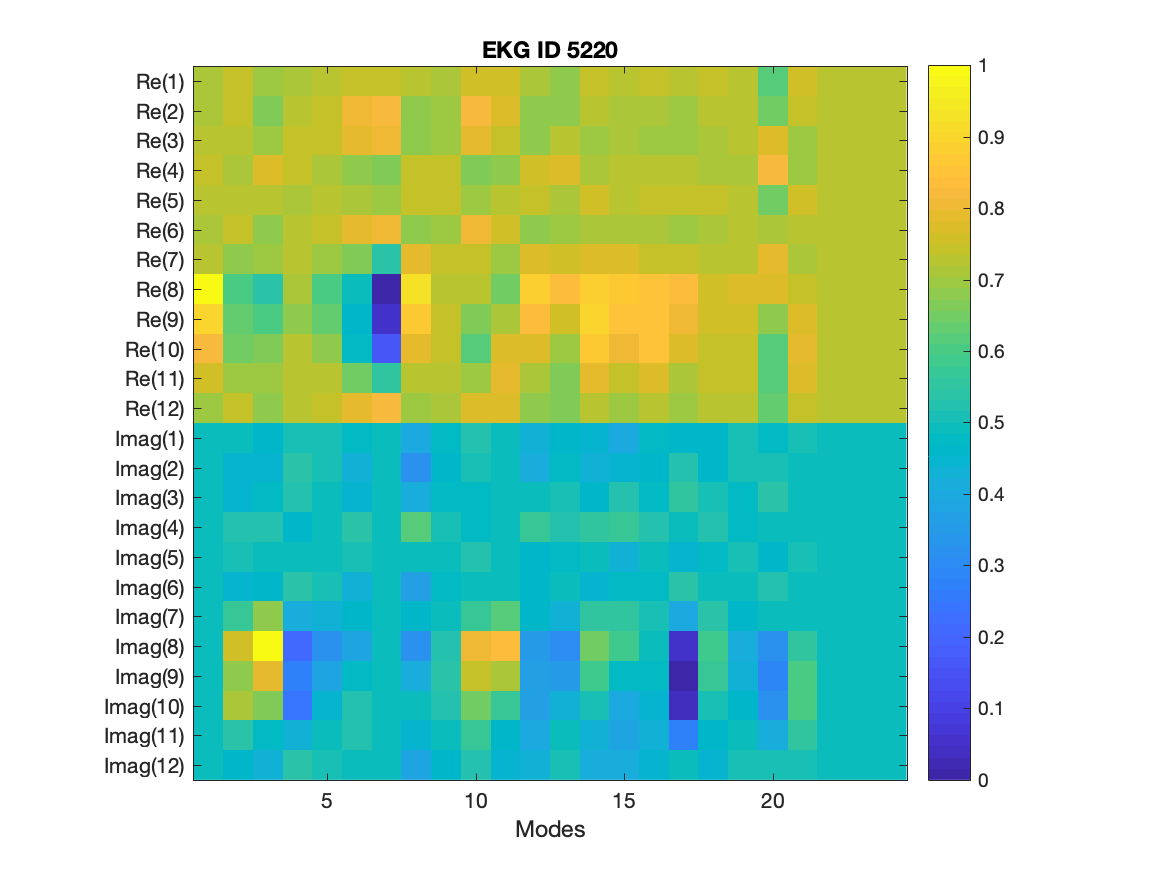 EKG ID 5220
Re(1)
Re(2)
Re(3)
Re(4)
Re(5)
Re(6)
Re(7)
Re(8)
Re(9)
Re(10)
Re(11)
Re(12)
Imag(1)
Imag(2)
Imag(3)
Imag(4)
Imag(5)
Imag(6)
Imag(7)
Imag(8)
Imag(9)
Imag(10)
Imag(11)
Imag(12)
5 10 15 20
Modes
1
0.9
0.8
0.7
0.6
0.5
0.4
0.3
0.2
0.1
0